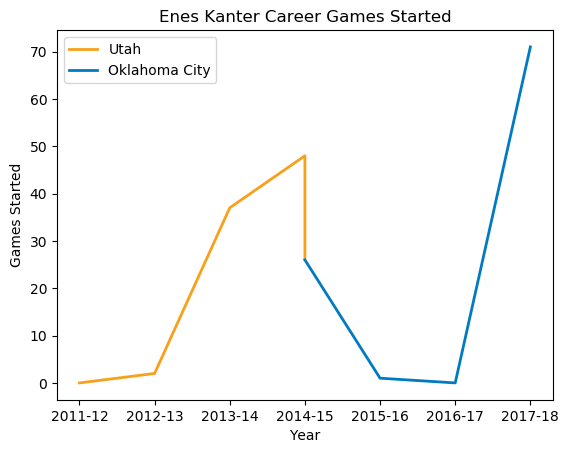 Enes Kanter Career Games Started
Utah
Oklahoma City
Games Started
70
60
50
40
30
20
10
0
2011-12 2012-13 2013-14 2014-15 2015-16 2016-17 2017-18
Year